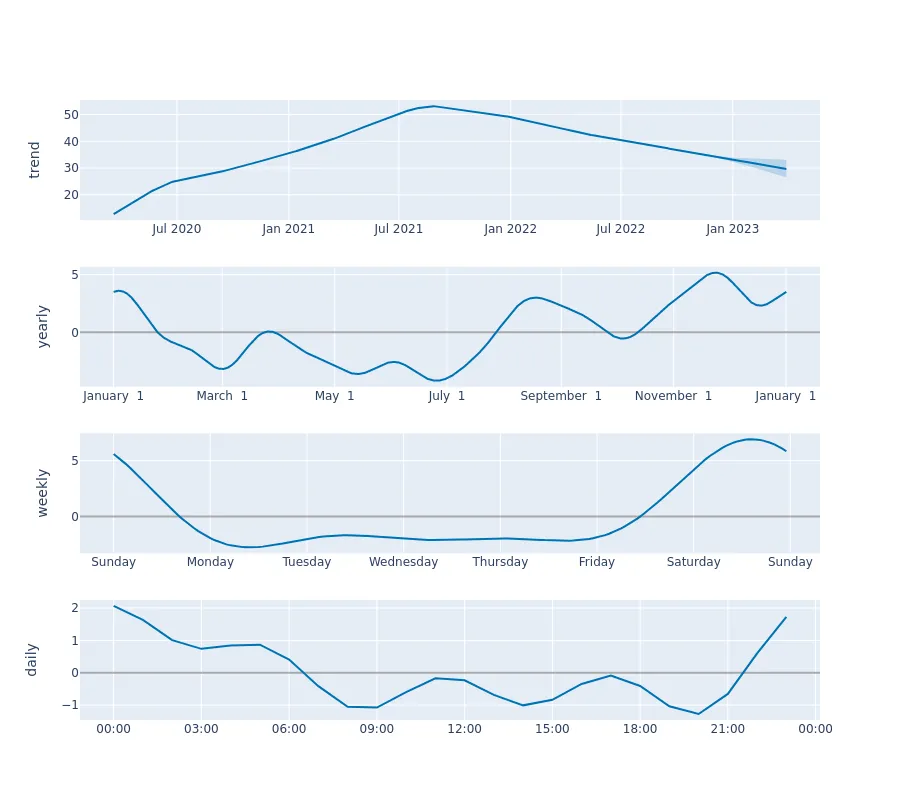 50
40
30
20
trend
Jul 2020 Jan 2021 Jul 2021 Jan 2022 Jul 2022 Jan 2023
5
0
yearly
January 1 March 1 May 1 July 1 September 1 November 1 January 1
5
0
weekly
Sunday Monday Tuesday Wednesday Thursday Friday Saturday Sunday
2
1
0
−1
daily
00:00 03:00 06:00 09:00 12:00 15:00 18:00 21:00 00:00